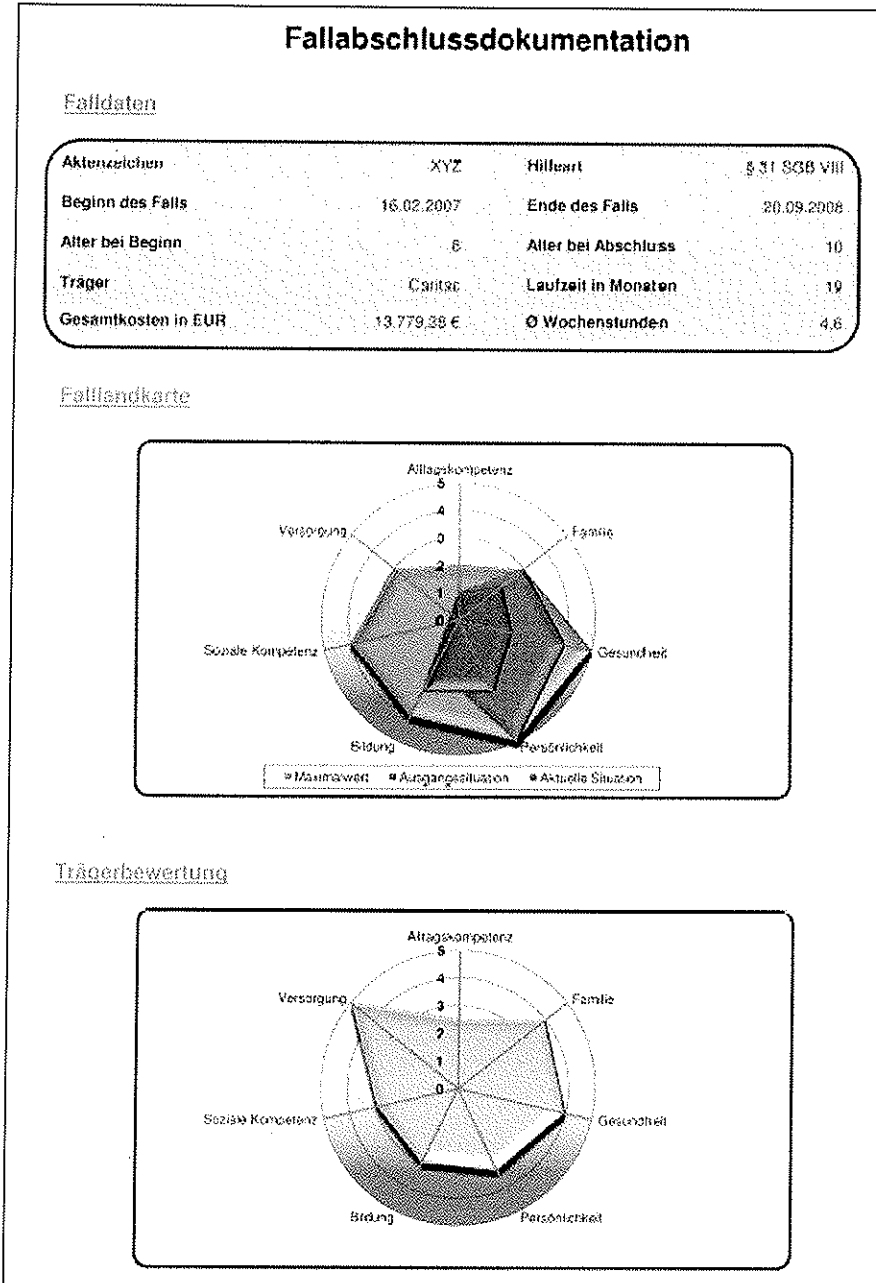 Fallabschlussdokumentation
Falldaten
Aktenzeichen XYZ Hilfeart § 31 SGB VIII
Beginn des Falls 16.02.2007 Ende des Falls 20.09.2008
Alter bei Beginn Alter bei Abschluss 10
Träger Caritas Laufzeit in Monaten 19
Gesamtkosten in EUR 13.779,38 € Ø Wochenstunden 4,6
Falllandkarte
Alltagskompetenz
5
4
3
2
1
0
Familie
Gesundheit
Persönlichkeit
Bildung
Soziale Kompetenz
Versorgung
Maximalwert Ausgangssituation Aktuelle Situation
Trägerbewertung
Alltagskompetenz
5
4
3
2
1
0
Familie
Gesundheit
Persönlichkeit
Bildung
Soziale Kompetenz
Versorgung